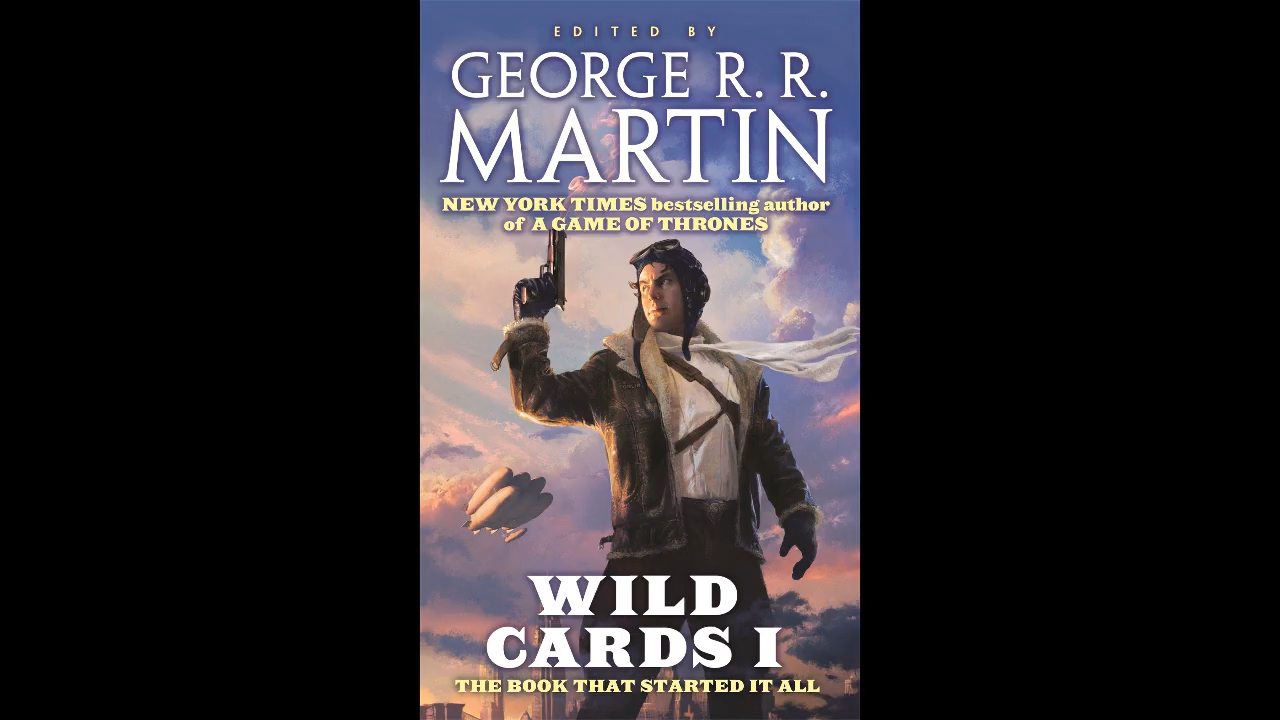 EDITED BY
GEORGE R. R.
MARTIN
NEW YORK TIMES bestselling author
of A GAME OF THRONES
WILD
CARDS I
THE BOOK THAT STARTED IT ALL